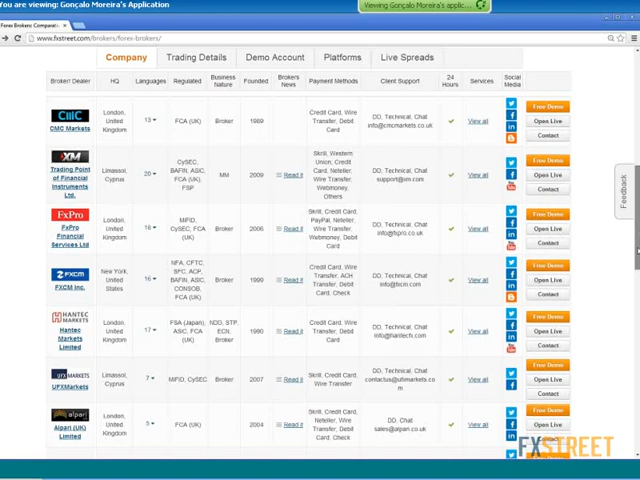 You are viewing: Gonçalo Moreira's Application
Viewing Gonçalo Moreira's applic...
Forex Brokers: Comparati
www.fxstreet.com/brokers/forex-brokers/
Company Trading Details Demo Account Platforms Live Spreads
Broker/ Dealer HQ Languages Regulated Business Nature Founded Brokers News Payment Methods Client Support 24 Hours Services Social Media
CMC Markets London, United Kingdom 13 FCA (UK) Broker 1989 Credit Card, Wire Transfer, Debit Card DD, Technical, Chat info@cmcmarkets.co.uk View all Free Demo Open Live Contact
XM Trading Point of Financial Instruments Ltd. Limassol, Cyprus 20 CySEC, BAFIN, ASIC, FCA (UK), FSP MM 2009 Read it Skrill, Western Union, Credit Card, Neteller, Wire Transfer, Webmoney, Others DD, Technical, Chat support@xm.com View all Free Demo Open Live Contact
FxPro FxPro Financial Services Ltd London, United Kingdom 18 MiFID, CySEC, FCA (UK) Broker 2006 Read it Skrill, Credit Card, PayPal, Neteller, Wire Transfer, Webmoney, Debit Card DD, Technical, Chat info@fxpro.com View all Free Demo Open Live Contact
FXCM FXCM Inc. New York, United States 16 NFA, CFTC, SFC, ACP, BAFIN, ASIC, CONSOB, FCA (UK) Broker 1999 Read it Credit Card, Wire Transfer, ACH Transfer, Debit Card, Check DD, Technical, Chat info@fxcm.com View all Free Demo Open Live Contact
HANTEC MARKETS Hantec Markets Limited London, United Kingdom 17 FSA (Japan), ASIC, FCA (UK) NDD, STP, ECN, Broker 1990 Read it Credit Card, Neteller, Wire Transfer, Debit Card DD, Technical, Chat info@hantecfx.com View all Free Demo Open Live Contact
UFXMARKETS UFXMarkets Limassol, Cyprus 7 MiFID, CySEC Broker 2007 Read it Skrill, Credit Card, Wire Transfer DD, Technical, Chat contactus@ufxmarkets.com View all Free Demo Open Live Contact
alpari Alpari (UK) Limited London, United Kingdom 5 FCA (UK) Broker 2004 Read it Skrill, Credit Card, Neteller, Wire Transfer, Debit Card, Check DD, Chat sales@alpari.co.uk View all Free Demo Open Live
Feedback
FXSTREET